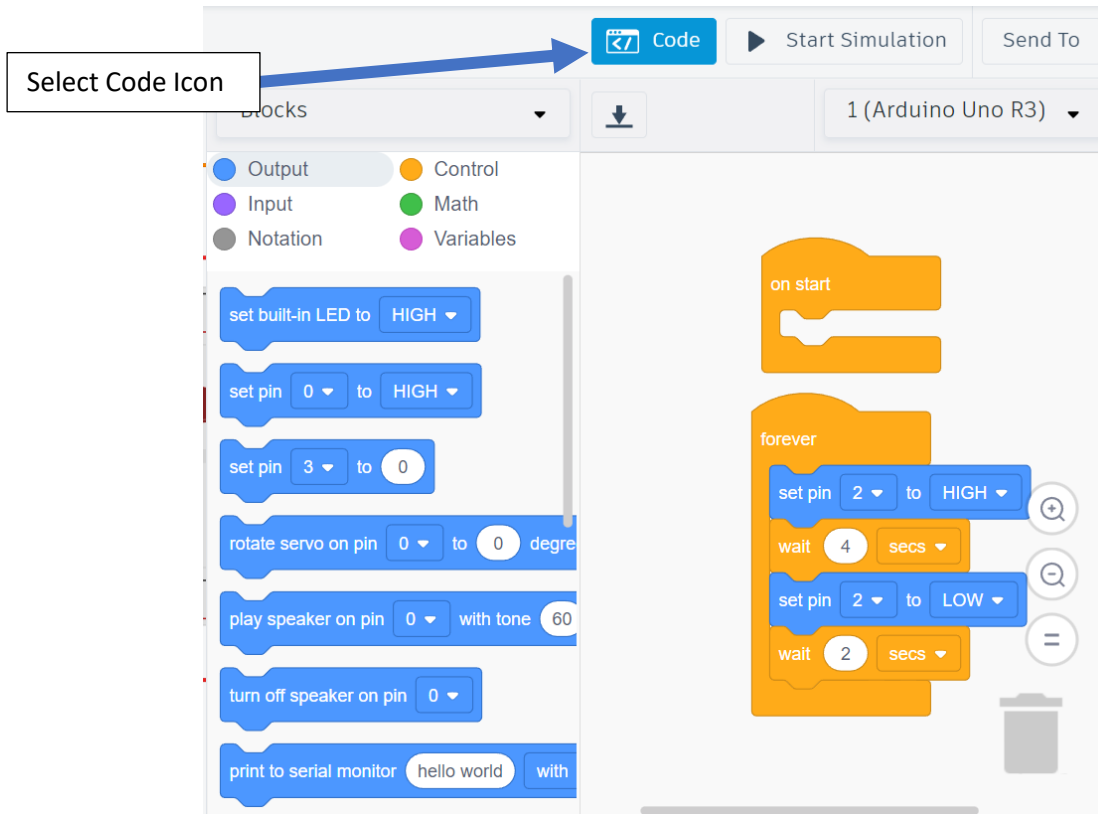 Code
Start Simulation
Send To
Select Code Icon
Blocks
1 (Arduino Uno R3)
Output
Control
Input
Math
Notation
Variables
set built-in LED to HIGH
set pin 0 to HIGH
set pin 3 to 0
rotate servo on pin 0 to 0 degre
play speaker on pin 0 with tone 60
turn off speaker on pin 0
print to serial monitor hello world with
on start
forever
set pin 2 to HIGH
wait 4 secs
set pin 2 to LOW
wait 2 secs